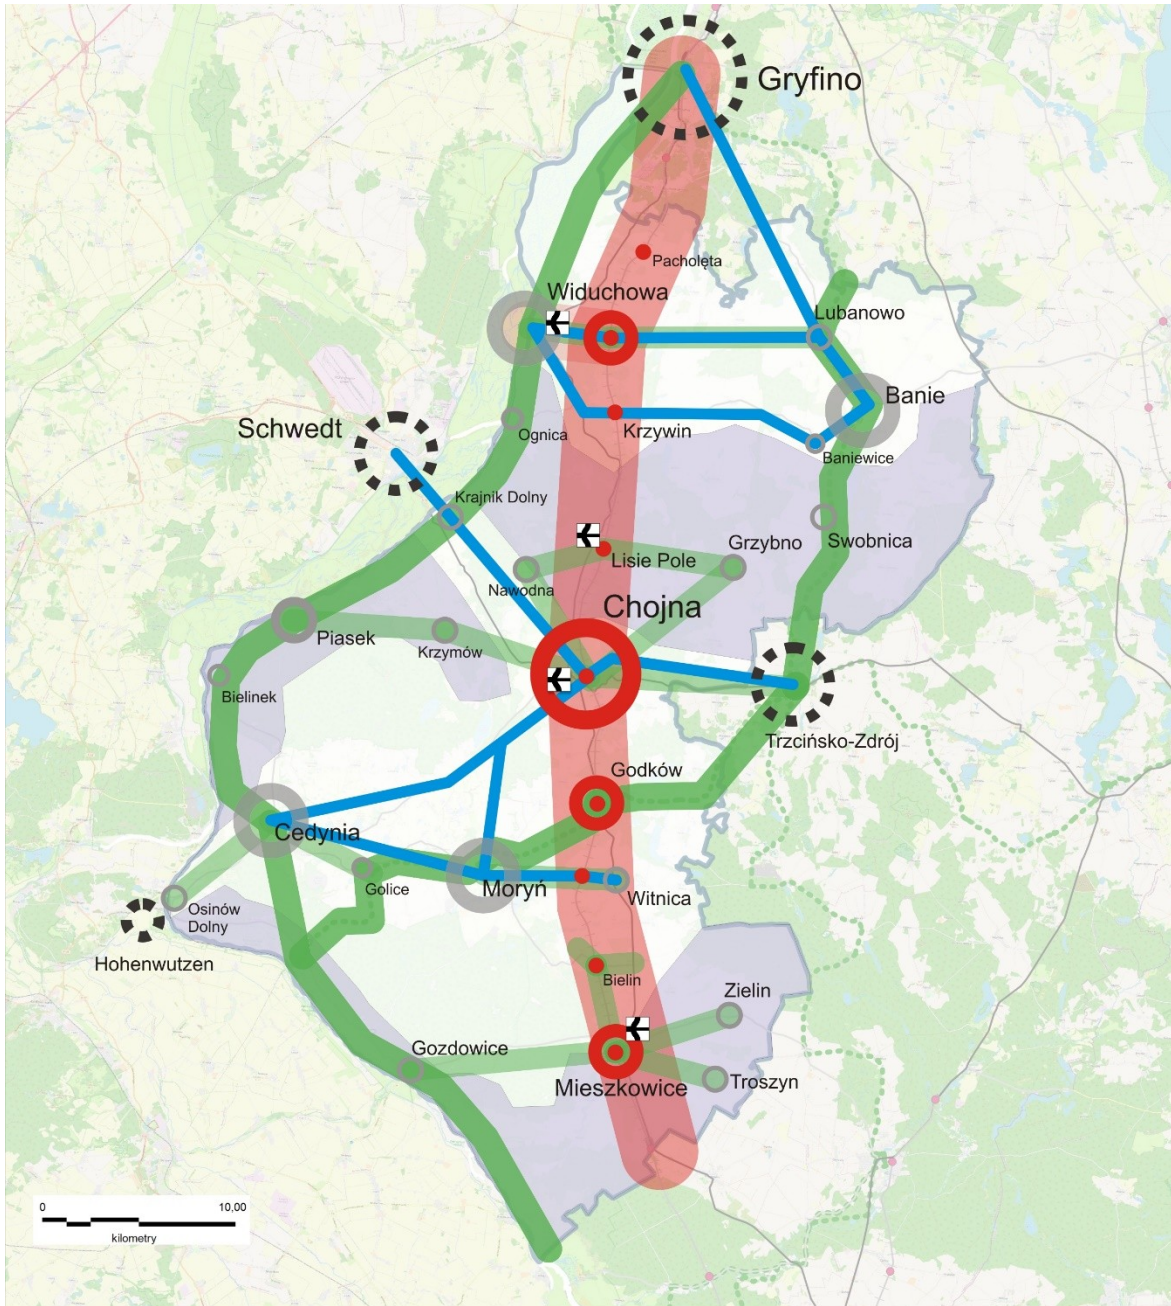 Gryfino
Pacholęta
Widuchowa
Lubanowo
Banie
Schwedt
Ognica
Krzywin
Baniewice
Krajnik Dolny
Lisie Pole
Grzybno
Swobnica
Nawodna
Chojna
Piasek
Krzymów
Bielinek
Trzcińsko-Zdrój
Godków
Cedynia
Golice
Moryń
Witnica
Osinów
Dolny
Hohenwutzen
Bielin
Zielin
Gozdowice
Mieszkowice
Troszyn
0 10,00
kilometry